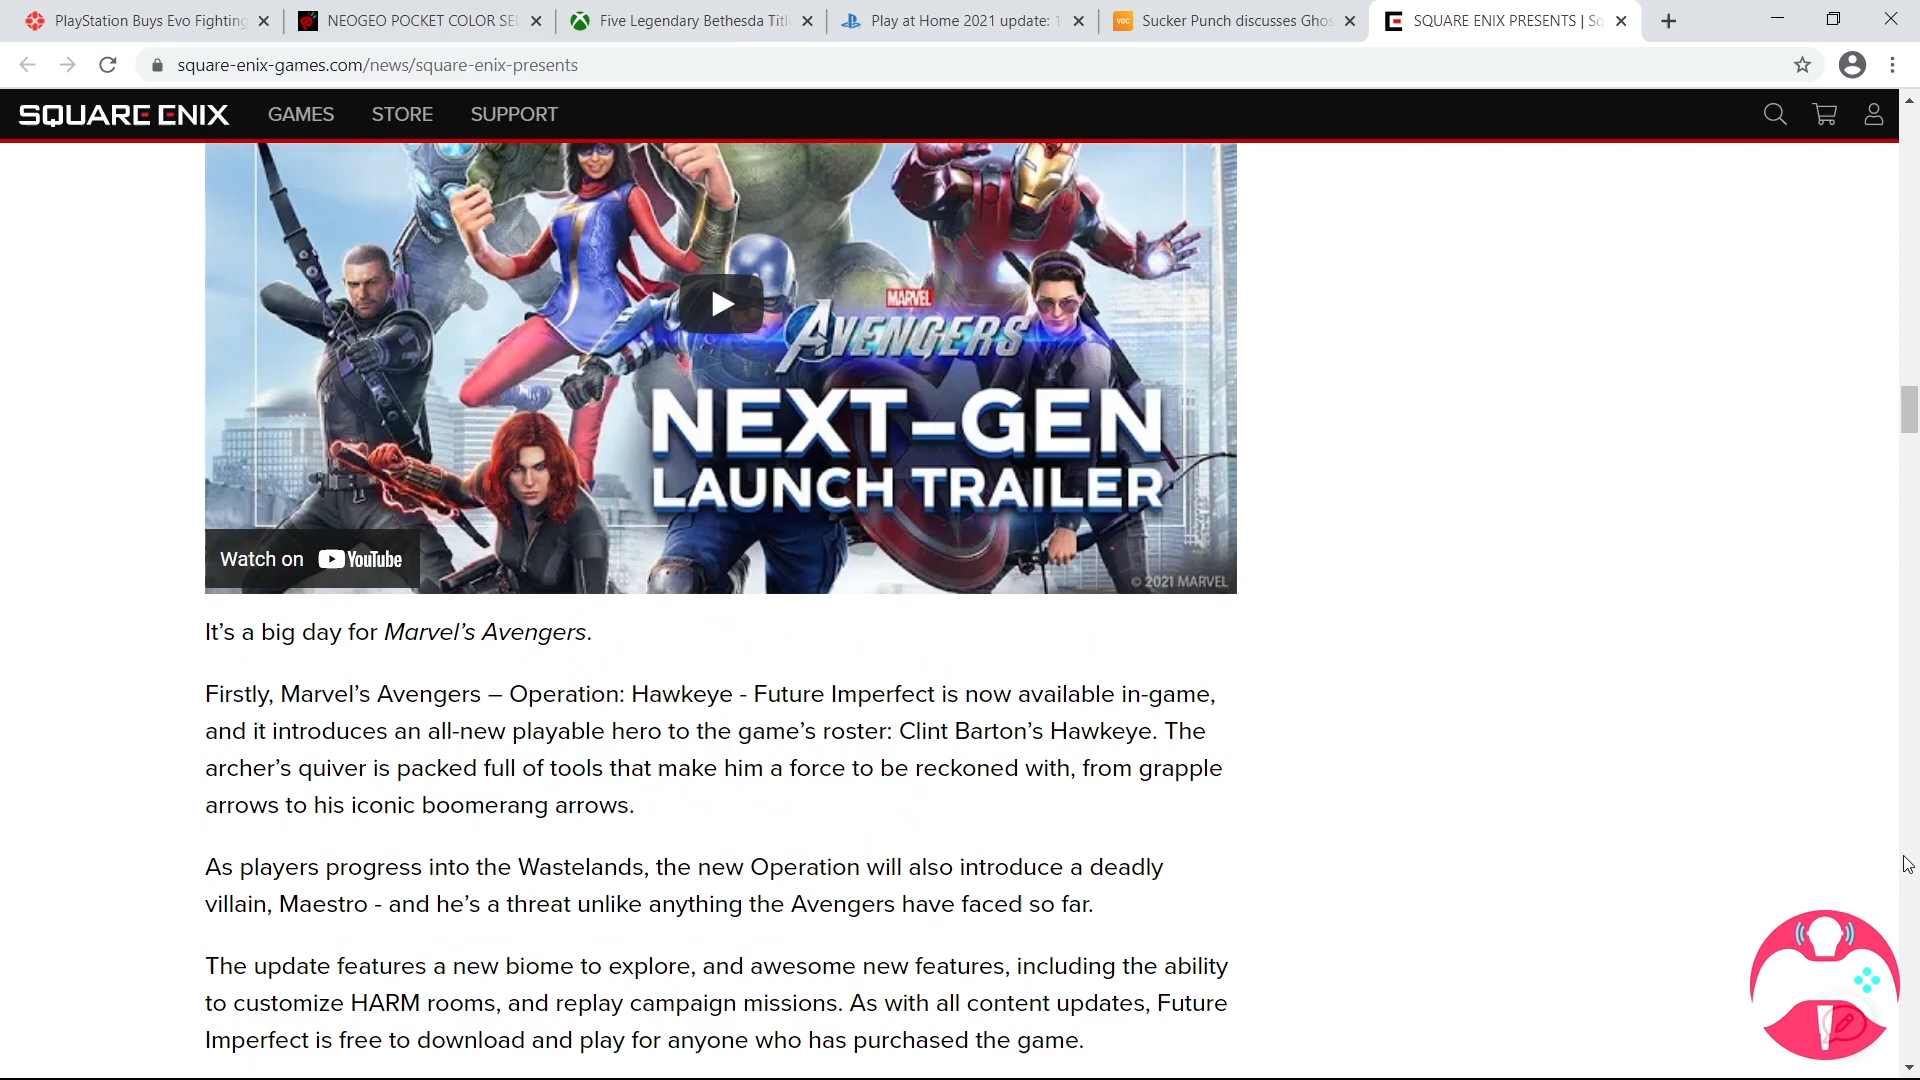 PlayStation Buys Evo Fighting
NEOGEO POCKET COLOR SEL
Five Legendary Bethesda Titl
Play at Home 2021 update: 1
Sucker Punch discusses Ghos
SQUARE ENIX PRESENTS | Sq
square-enix-games.com/news/square-enix-presents
SQUARE ENIX GAMES STORE SUPPORT
MARVEL
AVENGERS
NEXT-GEN
LAUNCH TRAILER
Watch on YouTube
© 2021 MARVEL
It’s a big day for Marvel’s Avengers.
Firstly, Marvel’s Avengers – Operation: Hawkeye - Future Imperfect is now available in-game,
and it introduces an all-new playable hero to the game’s roster: Clint Barton’s Hawkeye. The
archer’s quiver is packed full of tools that make him a force to be reckoned with, from grapple
arrows to his iconic boomerang arrows.
As players progress into the Wastelands, the new Operation will also introduce a deadly
villain, Maestro - and he’s a threat unlike anything the Avengers have faced so far.
The update features a new biome to explore, and awesome new features, including the ability
to customize HARM rooms, and replay campaign missions. As with all content updates, Future
Imperfect is free to download and play for anyone who has purchased the game.